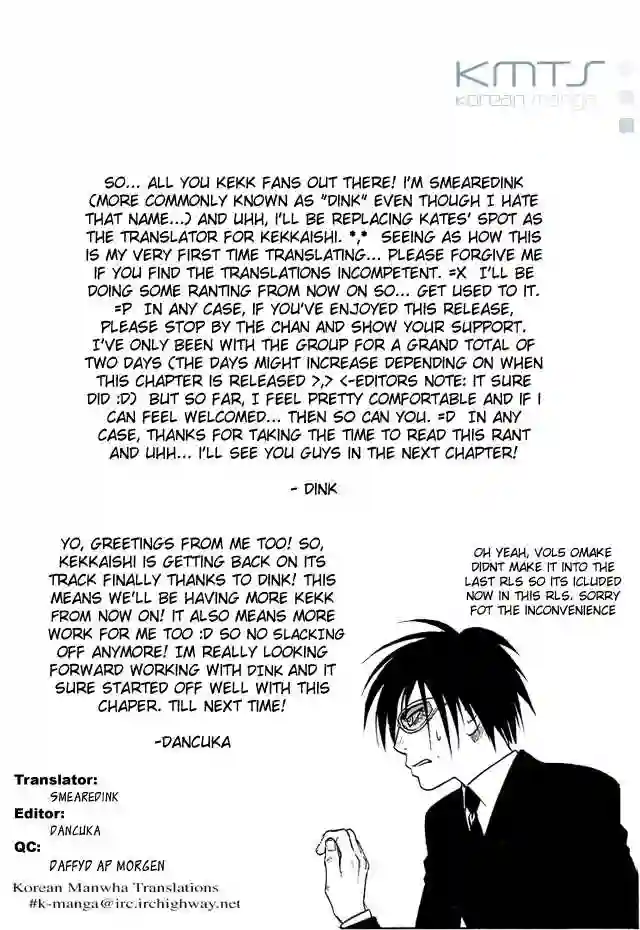 KMTS
korean manga
SO... ALL YOU KEKK FANS OUT THERE! I'M SMEAREDINK
(MORE COMMONLY KNOWN AS "DINK" EVEN THOUGH I HATE
THAT NAME...) AND UHH, I'LL BE REPLACING KATES' SPOT AS
THE TRANSLATOR FOR KEKKAISHI. *,* SEEING AS HOW THIS
IS MY VERY FIRST TIME TRANSLATING... PLEASE FORGIVE ME
IF YOU FIND THE TRANSLATIONS INCOMPETENT. =X I'LL BE
DOING SOME RANTING FROM NOW ON SO... GET USED TO IT.
=P IN ANY CASE, IF YOU'VE ENJOYED THIS RELEASE,
PLEASE STOP BY THE CHAN AND SHOW YOUR SUPPORT.
I'VE ONLY BEEN WITH THE GROUP FOR A GRAND TOTAL OF
TWO DAYS (THE DAYS MIGHT INCREASE DEPENDING ON WHEN
THIS CHAPTER IS RELEASED >,> <-EDITORS NOTE: IT SURE
DID :D) BUT SO FAR, I FEEL PRETTY COMFORTABLE AND IF I
CAN FEEL WELCOMED... THEN SO CAN YOU. =D IN ANY
CASE, THANKS FOR TAKING THE TIME TO READ THIS RANT
AND UHH... I'LL SEE YOU GUYS IN THE NEXT CHAPTER!
- DINK
YO, GREETINGS FROM ME TOO! SO,
KEKKAISHI IS GETTING BACK ON ITS
TRACK FINALLY THANKS TO DINK! THIS
MEANS WE'LL BE HAVING MORE KEKK
FROM NOW ON! IT ALSO MEANS MORE
WORK FOR ME TOO :D SO NO SLACKING
OFF ANYMORE! IM REALLY LOOKING
FORWARD WORKING WITH DINK AND IT
SURE STARTED OFF WELL WITH THIS
CHAPER. TILL NEXT TIME!
-DANCUKA
OH YEAH, VOL5 OMAKE
DIDNT MAKE IT INTO THE
LAST RLS SO ITS ICLUDED
NOW IN THIS RLS. SORRY
FOT THE INCONVENIENCE
Translator:
SMEAREDINK
Editor:
DANCUKA
QC:
DAFFYD AP MORGEN
Korean Manwha Translations
#k-manga@irc.irchighway.net